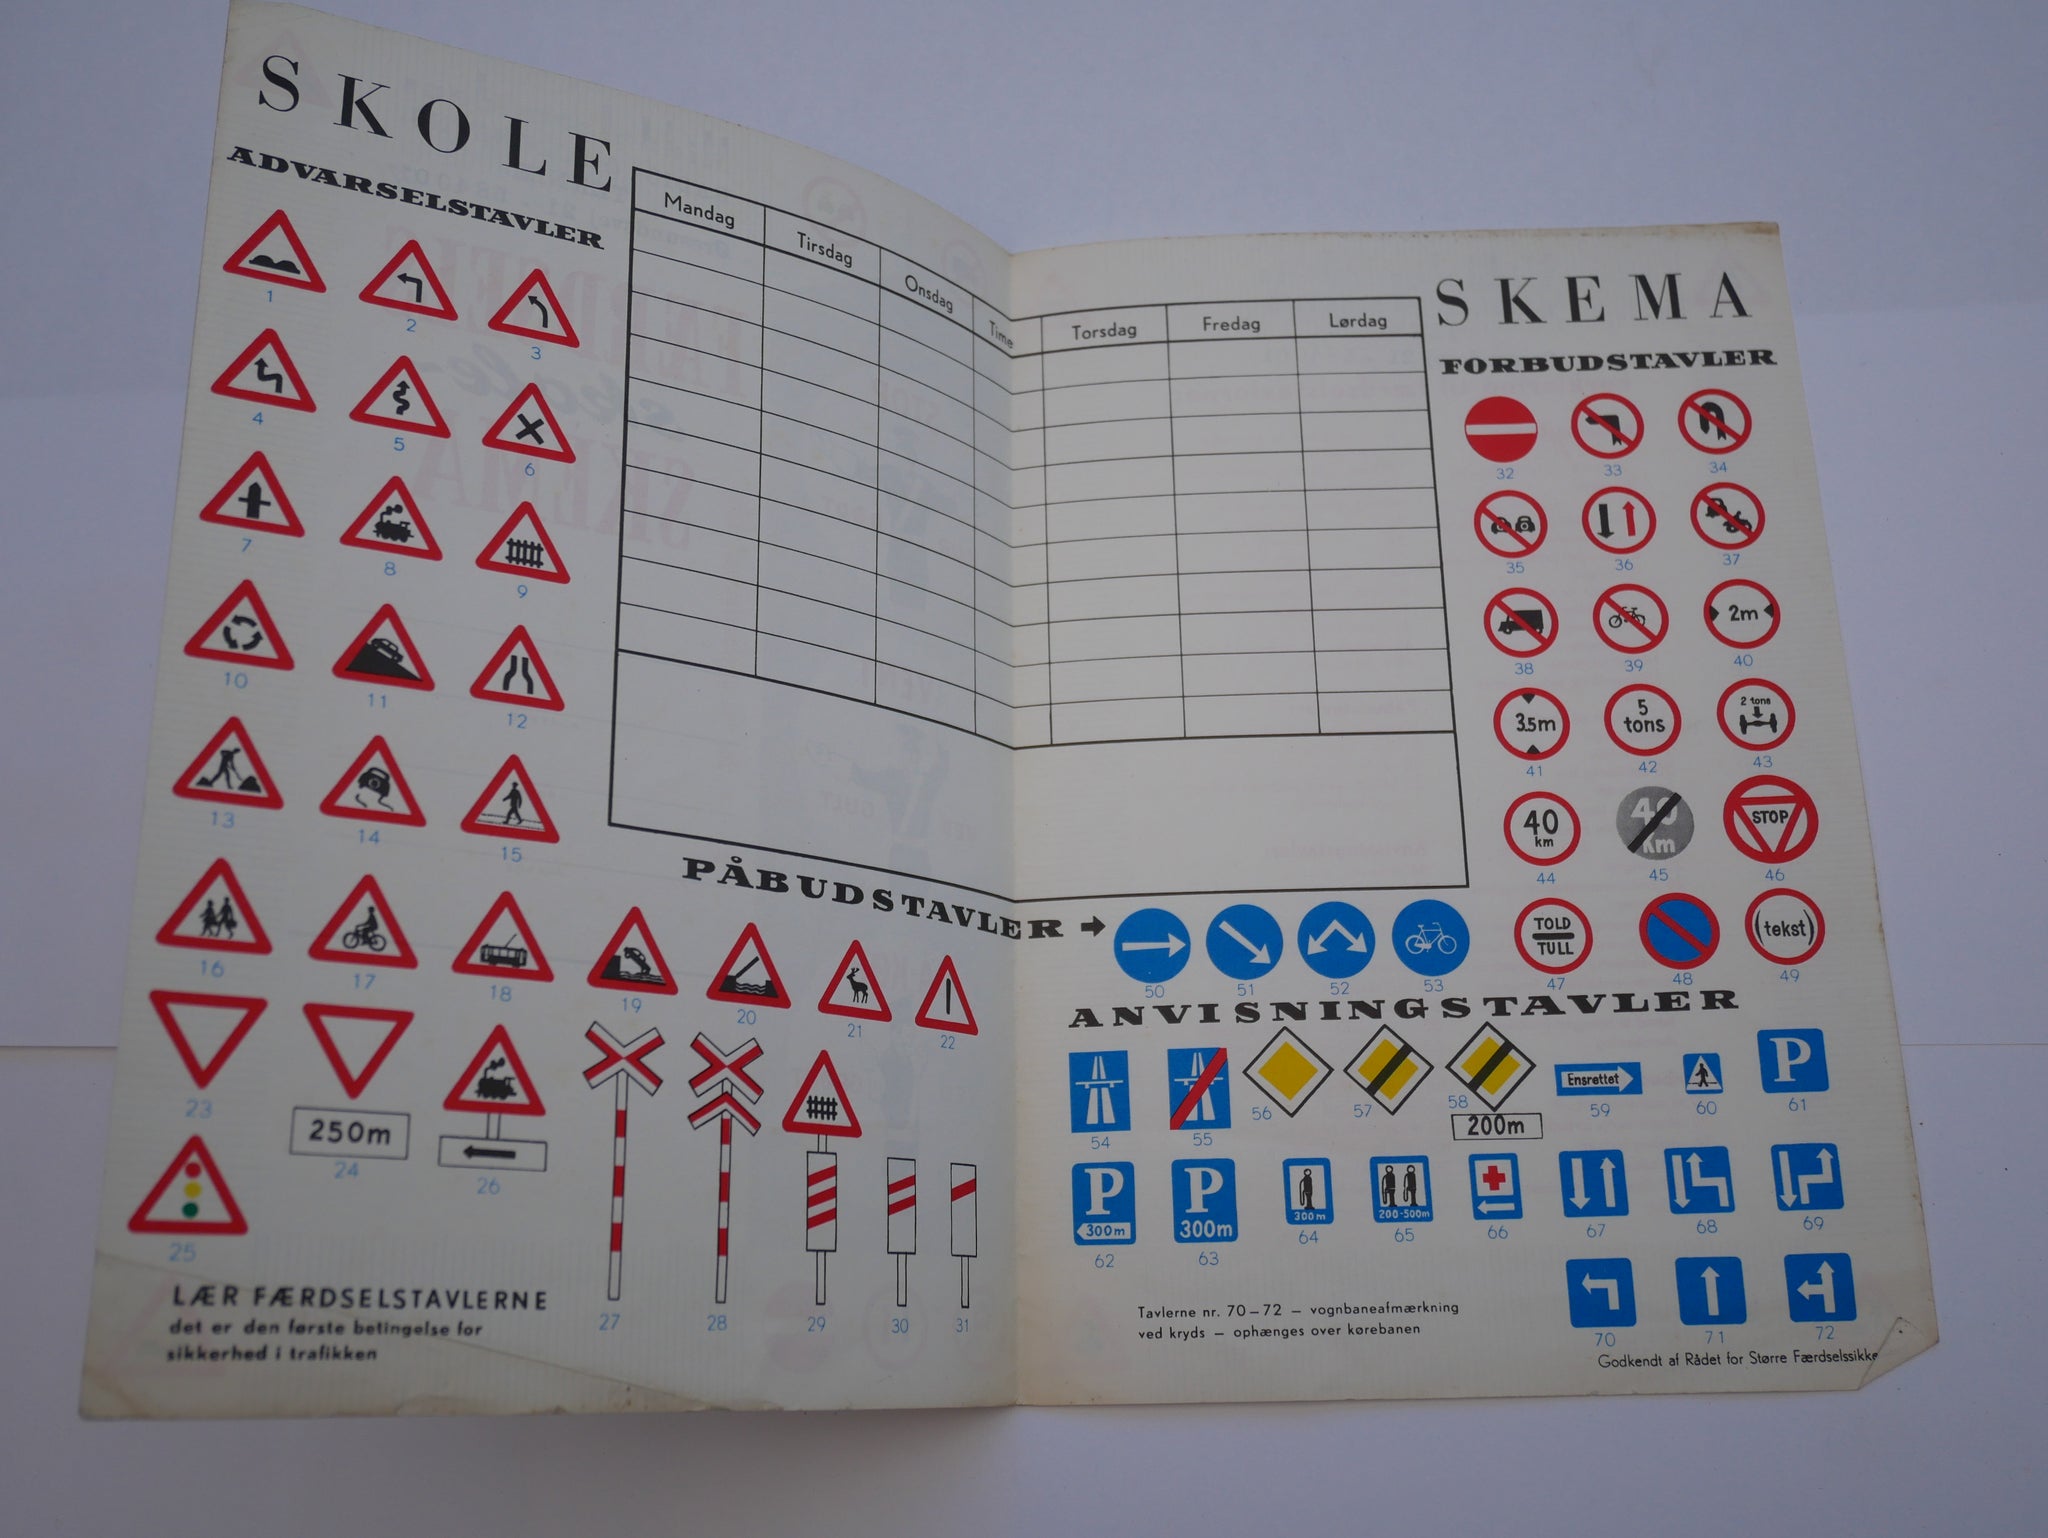 SKOLE
ADVARSELSTAVLER
1
2
3
4
5
6
7
8
9
10
11
12
13
14
15
16
17
18
19
20
21
22
23
250m
24
25
26
27
28
29
30
31
LÆR FÆRDSELSTAVLERNE
det er den første betingelse for
sikkerhed i trafikken
Mandag Tirsdag Onsdag Time Torsdag Fredag Lørdag
PÅBUDSTAVLER
50 51 52 53
SKEMA
FORBUDSTAVLER
32 33 34
35 36 37
2m
38 39 40
3.5m
5
tons
2 tons
41 42 43
40
km
40
km
STOP
44 45 46
TOLD
TULL
(tekst)
47 48 49
ANVISNINGSTAVLER
Ensrettet
P
54 55 56 57 58 59 60 61
200m
P
300m
P
300m
300m
200-500m
62 63 64 65 66 67 68 69
70 71 72
Tavlerne nr. 70–72 – vognbaneafmærkning
ved kryds – ophænges over kørebanen
Godkendt af Rådet for Større